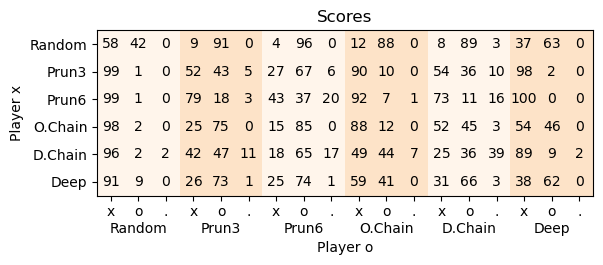 Scores
Random 58 42 0 9 91 0 4 96 0 12 88 0 8 89 3 37 63 0
Prun3 99 1 0 52 43 5 27 67 6 90 10 0 54 36 10 98 2 0
Prun6 99 1 0 79 18 3 43 37 20 92 7 1 73 11 16 100 0 0
O.Chain 98 2 0 25 75 0 15 85 0 88 12 0 52 45 3 54 46 0
D.Chain 96 2 2 42 47 11 18 65 17 49 44 7 25 36 39 89 9 2
Deep 91 9 0 26 73 1 25 74 1 59 41 0 31 66 3 38 62 0
x o . x o . x o . x o . x o . x o .
Random Prun3 Prun6 O.Chain D.Chain Deep
Player o
Player x